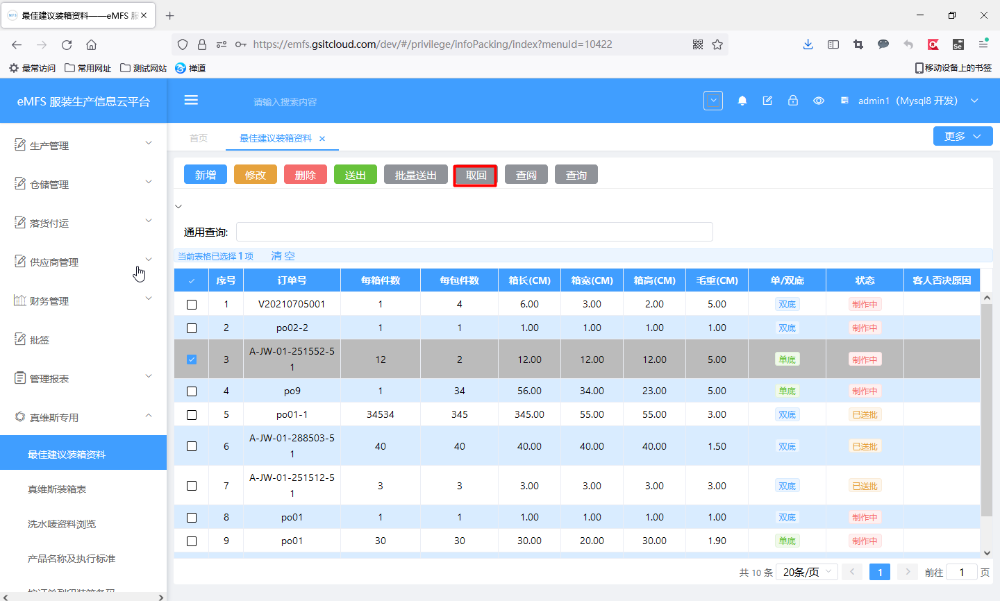 最佳建议装箱资料——eMFS 服
https://emfs.gsitcloud.com/dev/#/privilege/infoPacking/index?menuId=10422
最常访问 常用网址 测试网站 禅道 移动设备上的书签
eMFS 服装生产信息云平台 请输入搜索内容 admin1（Mysql8 开发）
首页 最佳建议装箱资料 更多
生产管理
仓储管理
落货付运
供应商管理
财务管理
批签
管理报表
真维斯专用
最佳建议装箱资料
真维斯装箱表
洗水唛资料浏览
产品名称及执行标准
按订单列印装箱条码
新增 修改 删除 送出 批量送出 取回 查阅 查询
通用查询:
当前表格已选择 1 项 清 空
序号 订单号 每箱件数 每包件数 箱长(CM) 箱宽(CM) 箱高(CM) 毛重(CM) 单/双底 状态 客人否决原因
1 V20210705001 1 4 6.00 3.00 2.00 5.00 双底 制作中
2 po02-2 1 1 1.00 1.00 1.00 1.00 双底 制作中
3 A-JW-01-251552-5 12 2 12.00 12.00 12.00 5.00 单底 制作中
1
4 po9 1 34 56.00 34.00 23.00 5.00 单底 制作中
5 po01-1 34534 345 345.00 55.00 55.00 3.00 双底 已送批
6 A-JW-01-288503-5 40 40 40.00 40.00 40.00 1.50 双底 已送批
1
7 A-JW-01-251512-5 3 3 3.00 3.00 3.00 3.00 双底 已送批
1
8 po01 1 1 1.00 1.00 1.00 1.00 双底 制作中
9 po01 30 30 30.00 20.00 30.00 1.90 单底 制作中
共 10 条 20条/页 1 前往 1 页